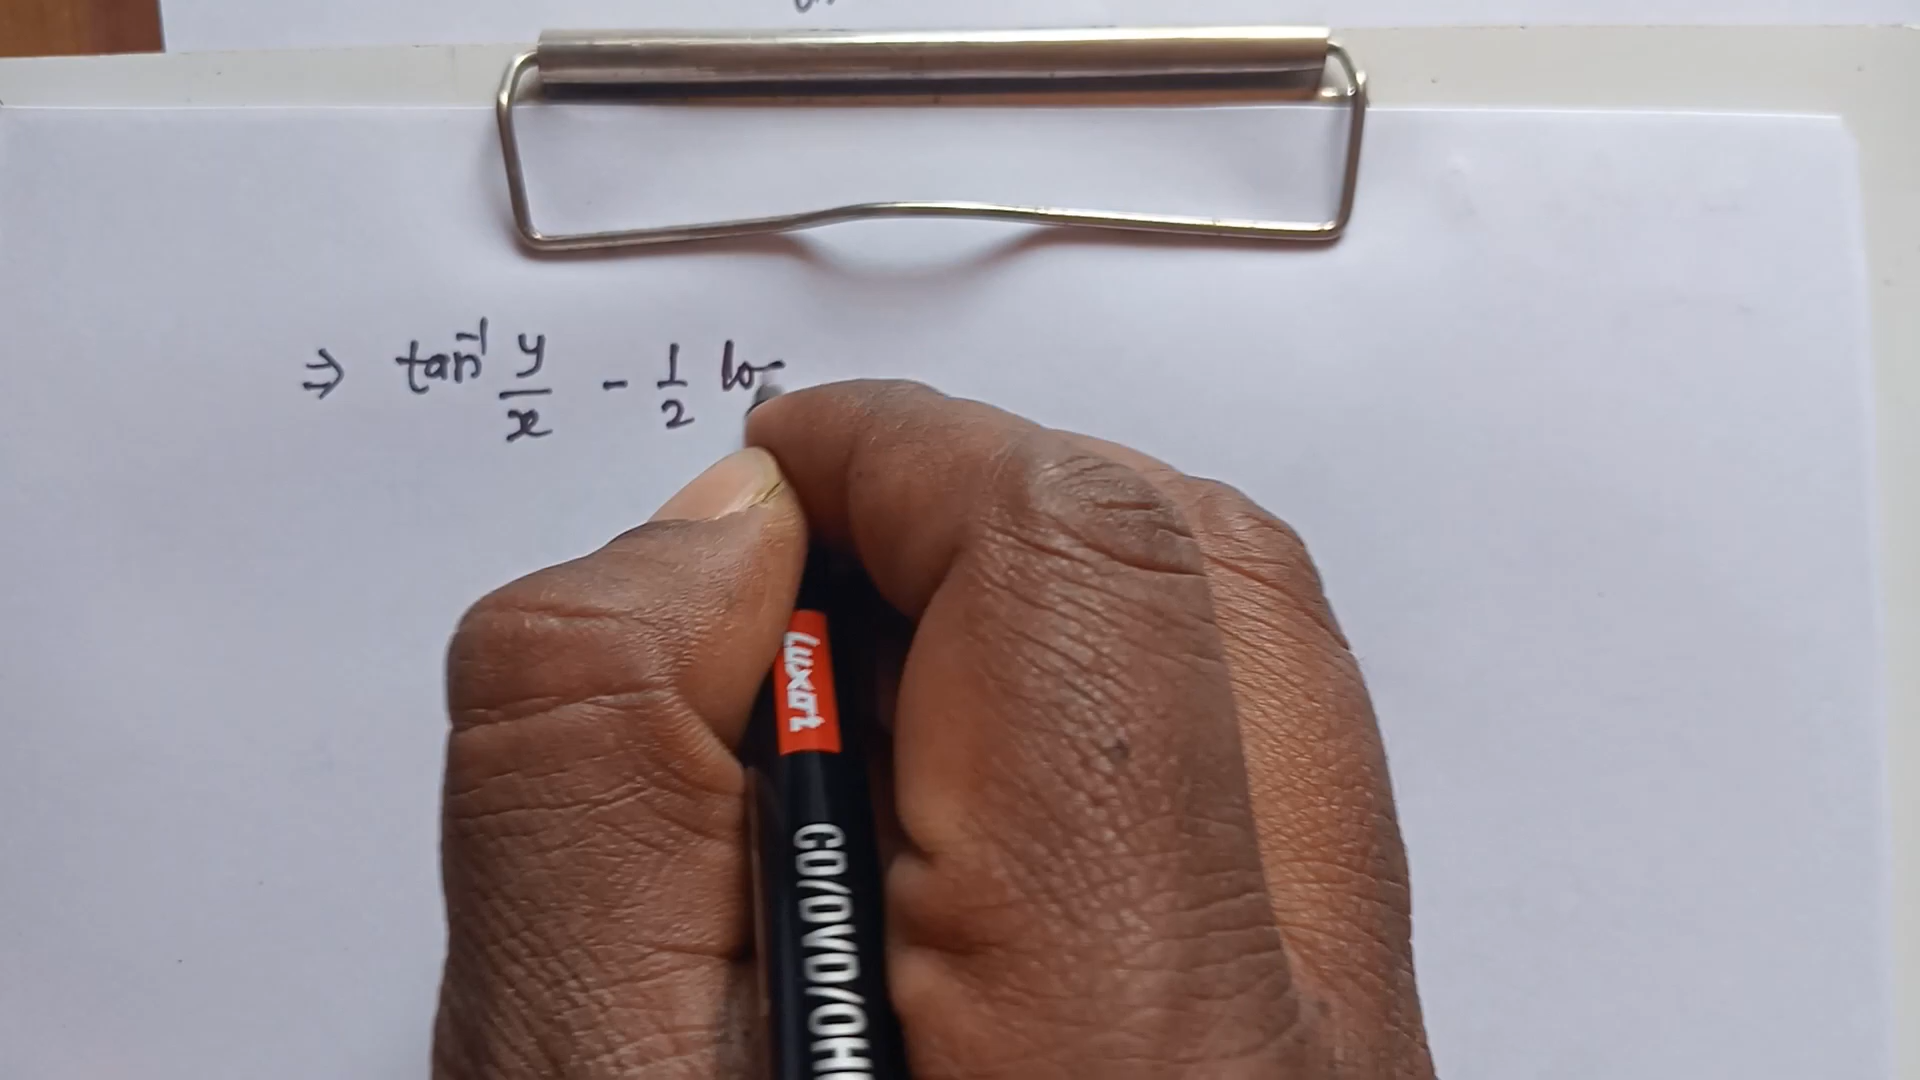 ⇒ tan⁻¹ y/x - 1/2 lo
Luxor
CD/DVD/OH